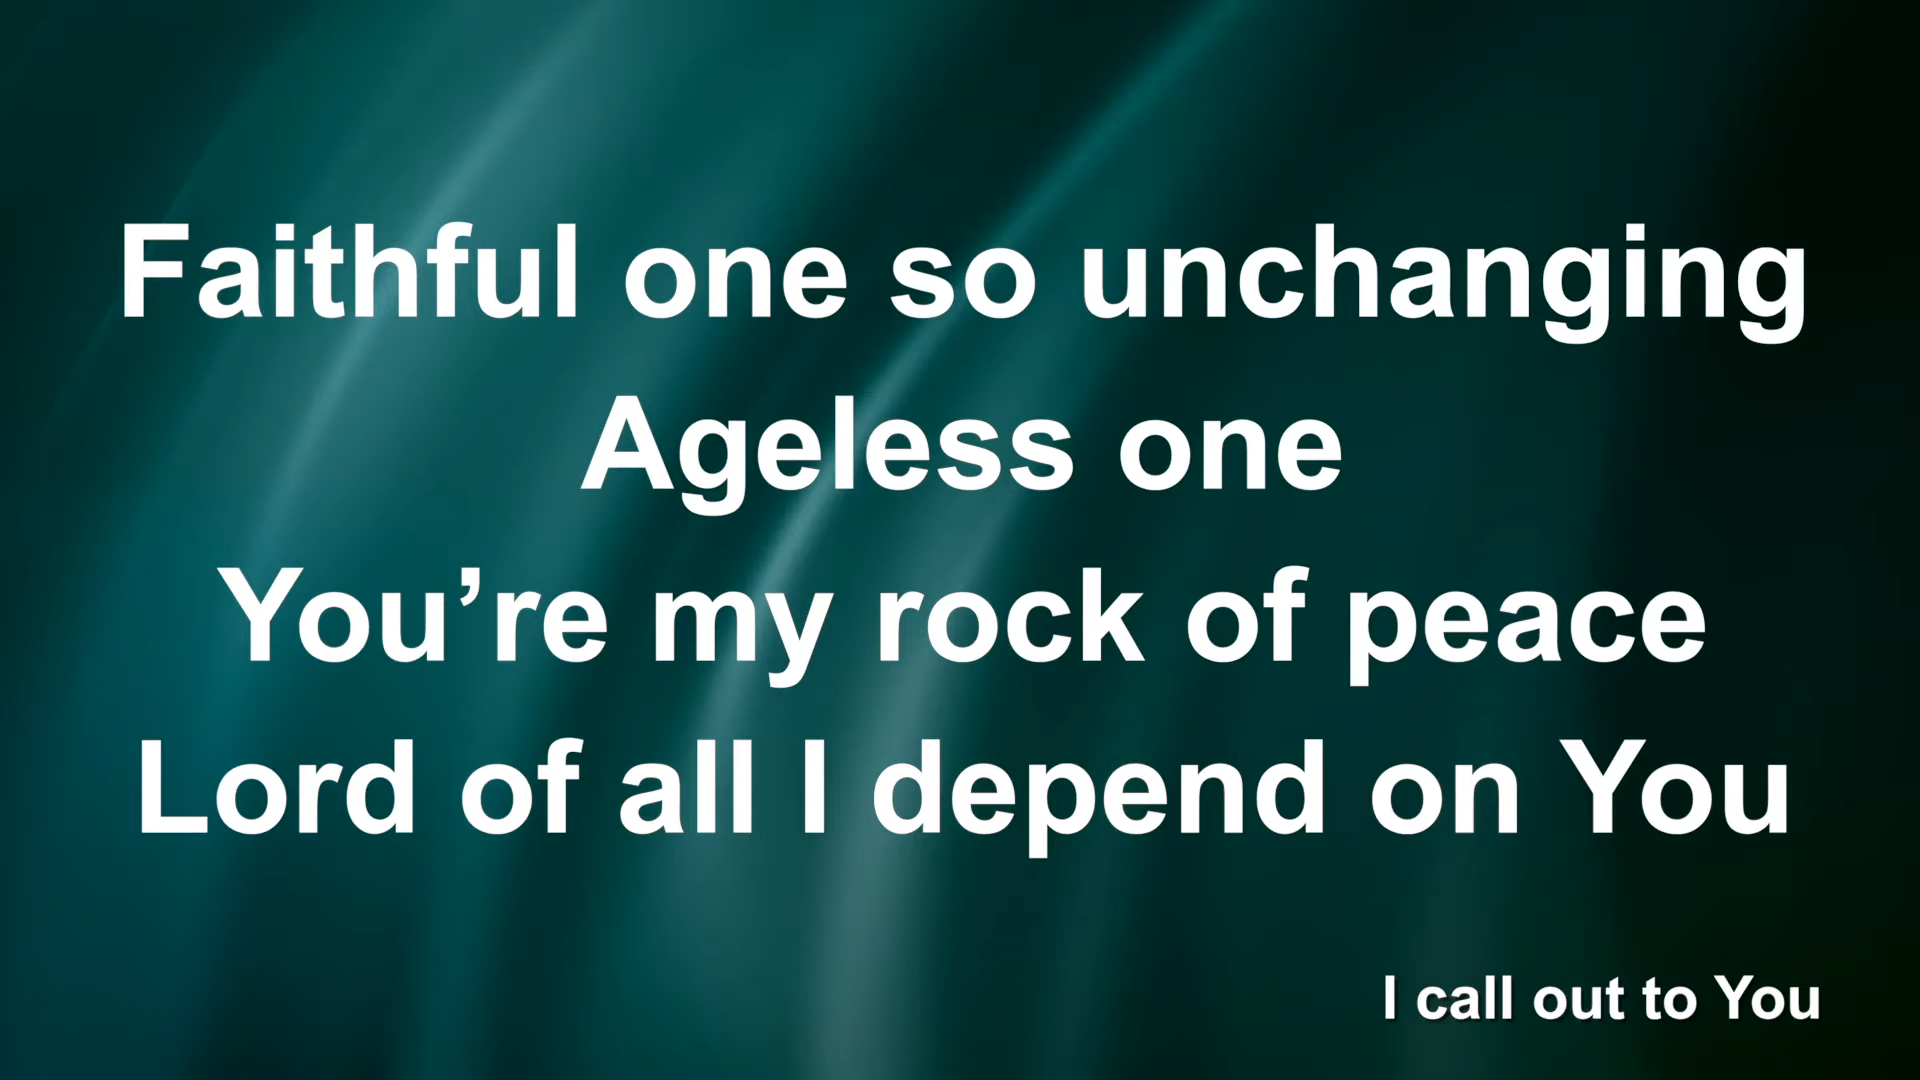 Faithful one so unchanging
Ageless one
You’re my rock of peace
Lord of all I depend on You
I call out to You